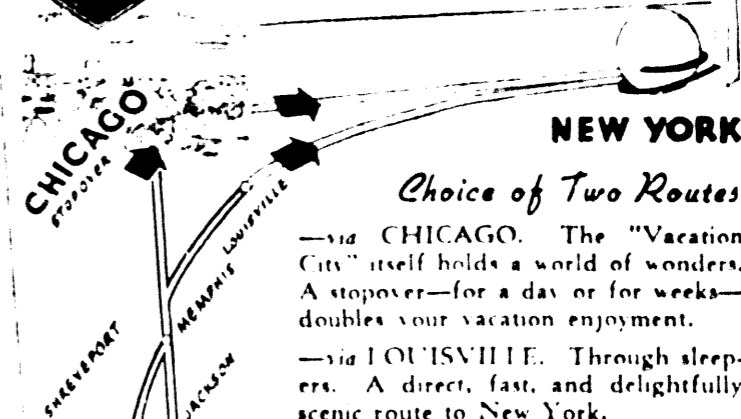 CHICAGO
STOPOVER
NEW YORK
Choice of Two Routes
LOUISVILLE
—via CHICAGO. The "Vacation
City" itself holds a world of wonders.
A stopover—for a day or for weeks—
doubles your vacation enjoyment.
MEMPHIS
SHREVEPORT
JACKSON
—via LOUISVILLE. Through sleep-
ers. A direct, fast, and delightfully
scenic route to New York.